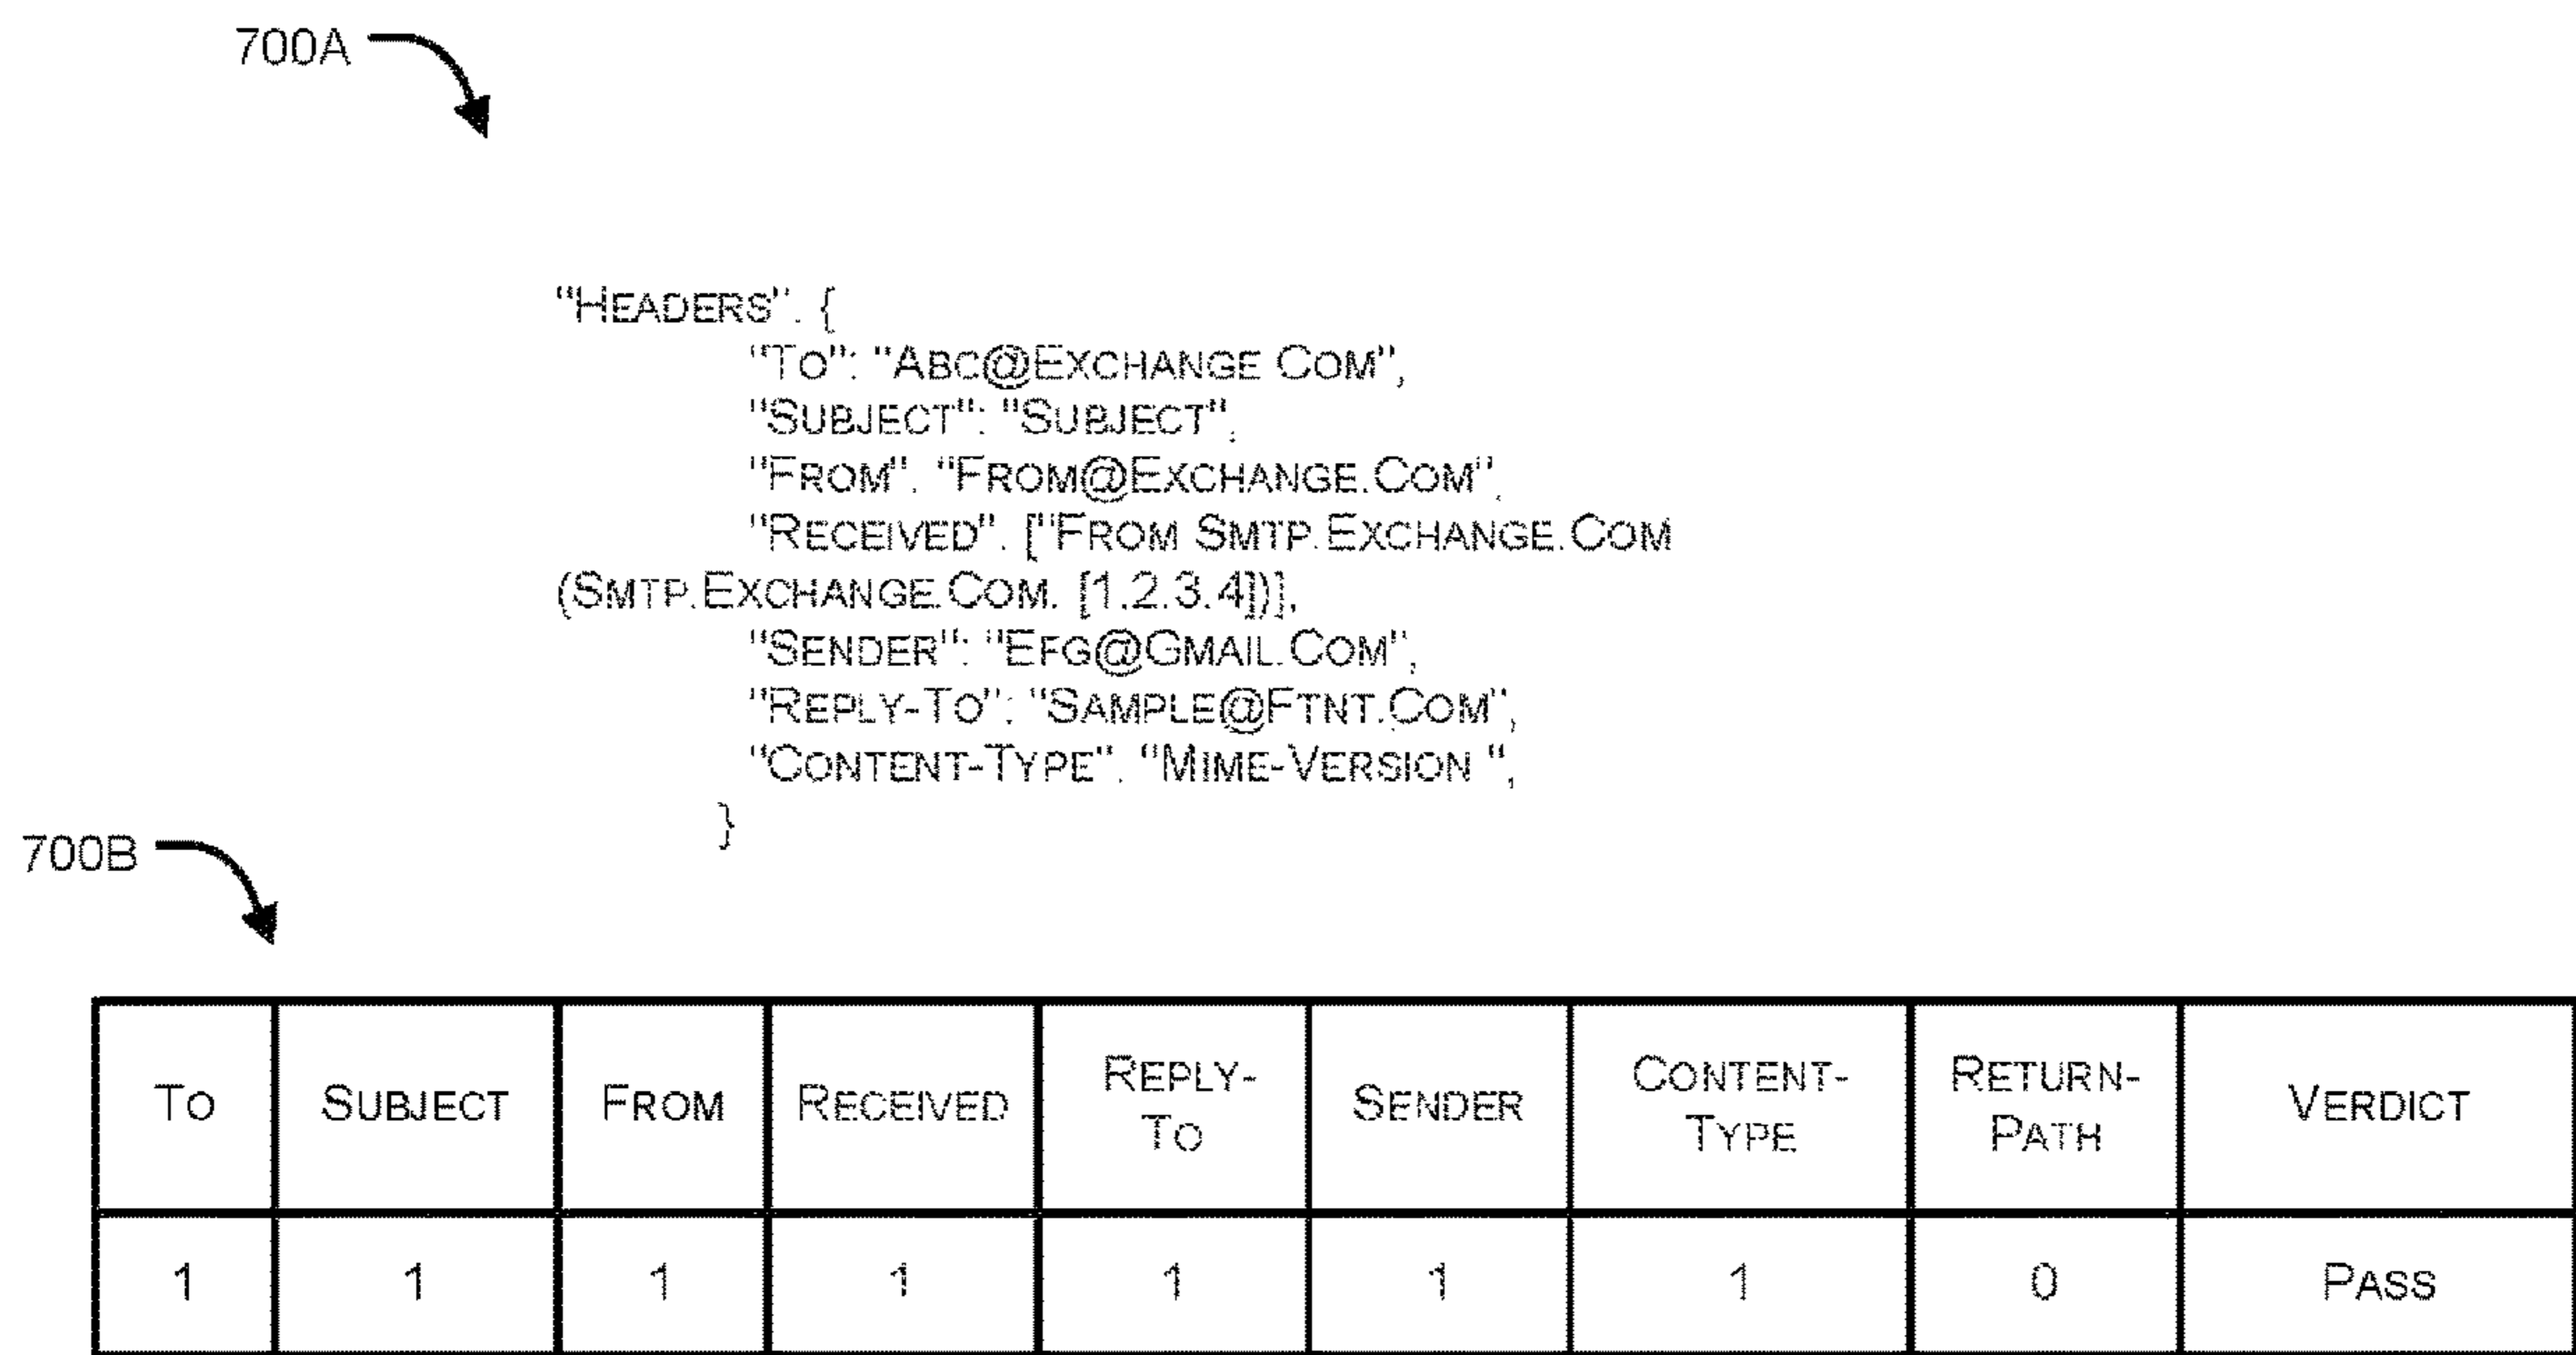 700A
"HEADERS". {
"TO": "ABC@EXCHANGE COM",
"SUBJECT": "SUBJECT",
"FROM". "FROM@EXCHANGE.COM",
"RECEIVED". ["FROM SMTP.EXCHANGE.COM
(SMTP.EXCHANGE.COM. [1.2.3.4])],
"SENDER": "EFG@GMAIL.COM",
"REPLY-TO": "SAMPLE@FTNT.COM",
"CONTENT-TYPE". "MIME-VERSION ",
}
700B
TO SUBJECT FROM RECEIVED REPLY-TO SENDER CONTENT-TYPE RETURN-PATH VERDICT
1 1 1 1 1 1 1 0 PASS